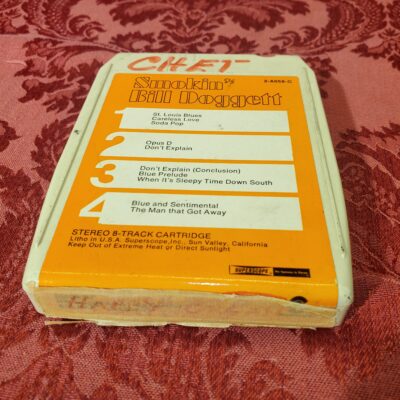 CHET
Smokin'
8-A058-C
Bill Doggett
1
St. Louis Blues
Careless Love
Soda Pop
2
Opus D
Don't Explain
3
Don't Explain (Conclusion)
Blue Prelude
When It's Sleepy Time Down South
4
Blue and Sentimental
The Man that Got Away
STEREO 8-TRACK CARTRIDGE
Litho in U.S.A. Superscope, Inc., Sun Valley, California
Keep Out of Extreme Heat or Direct Sunlight
SUPERSCOPE